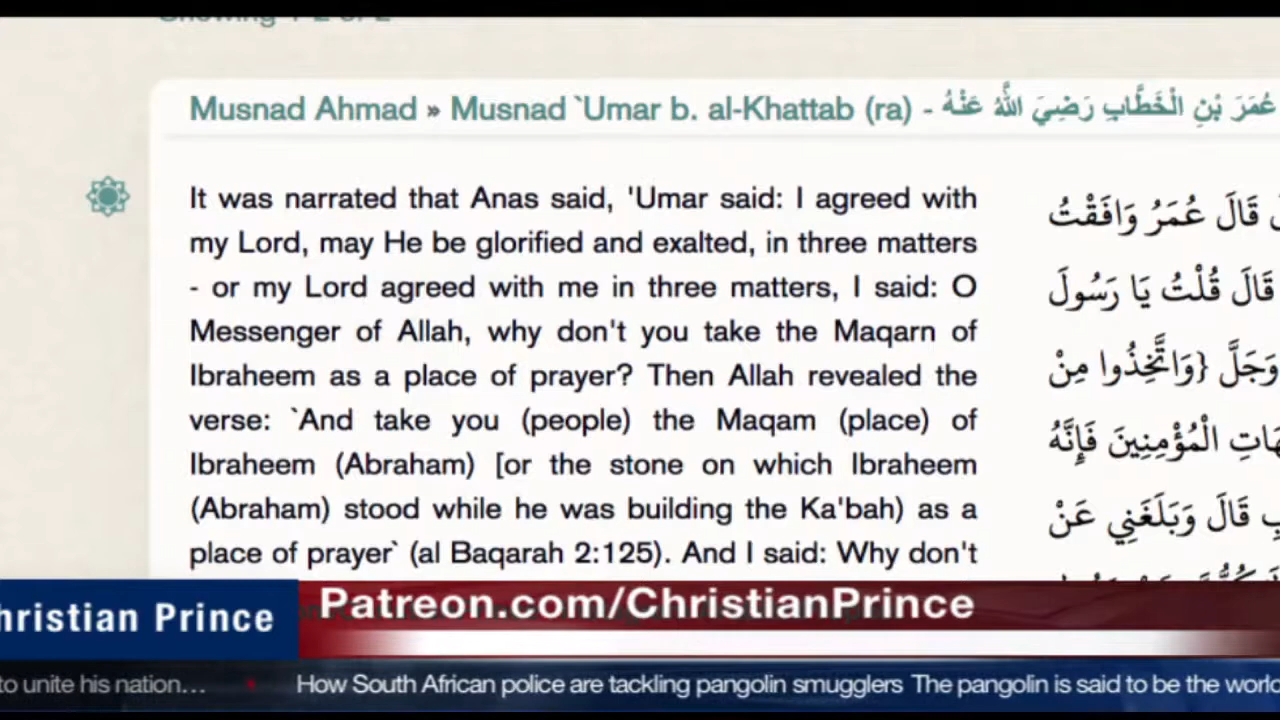 Showing 1-2 of 2
Musnad Ahmad » Musnad `Umar b. al-Khattab (ra) - عُمَرَ بْنِ الْخَطَّابِ رَضِيَ اللَّهُ عَنْهُ
It was narrated that Anas said, 'Umar said: I agreed with
my Lord, may He be glorified and exalted, in three matters
- or my Lord agreed with me in three matters, I said: O
Messenger of Allah, why don't you take the Maqarn of
Ibraheem as a place of prayer? Then Allah revealed the
verse: `And take you (people) the Maqam (place) of
Ibraheem (Abraham) [or the stone on which Ibraheem
(Abraham) stood while he was building the Ka'bah) as a
place of prayer` (al Baqarah 2:125). And I said: Why don't
قَالَ عُمَرُ وَافَقْتُ
قَالَ قُلْتُ يَا رَسُولَ
وَجَلَّ {وَاتَّخِذُوا مِنْ
الْمُؤْمِنِينَ فَإِنَّهُ
قَالَ وَبَلَغَنِي عَنْ
hristian Prince
Patreon.com/ChristianPrince
to unite his nation... • How South African police are tackling pangolin smugglers The pangolin is said to be the world